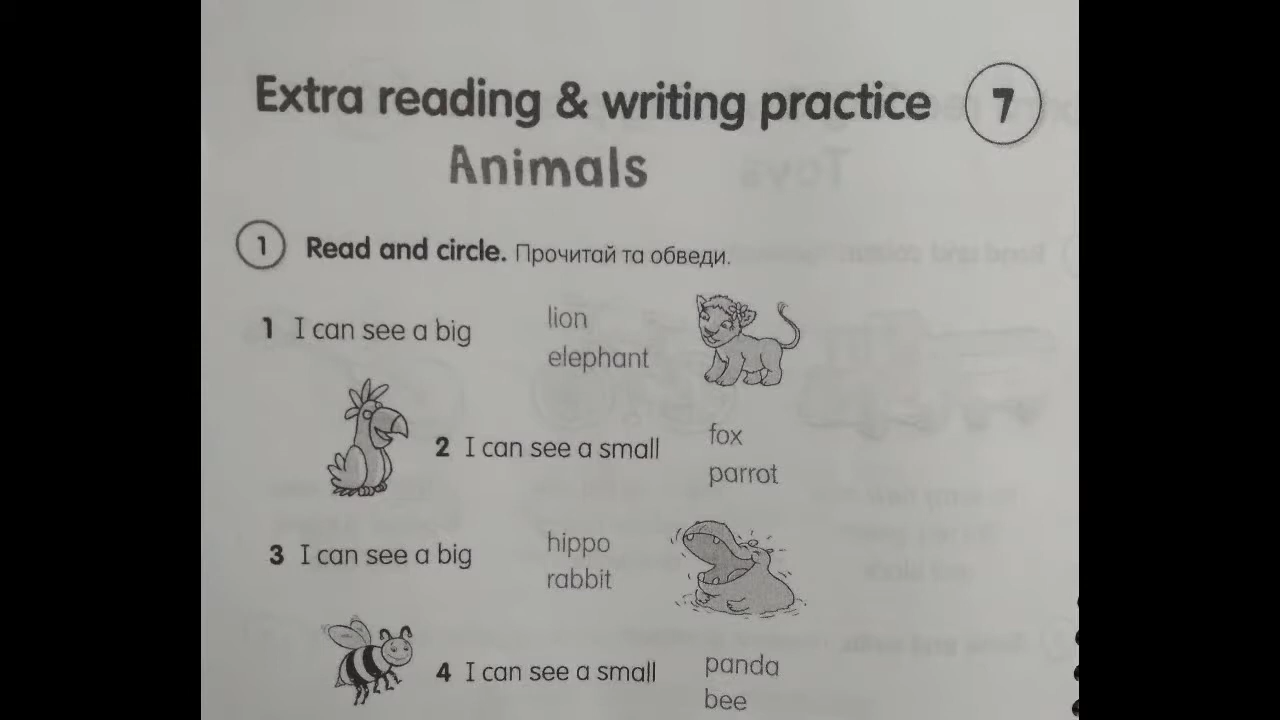 Extra reading & writing practice 7
Animals
1 Read and circle. Прочитай та обведи.
1 I can see a big
lion
elephant
2 I can see a small
fox
parrot
3 I can see a big
hippo
rabbit
4 I can see a small
panda
bee